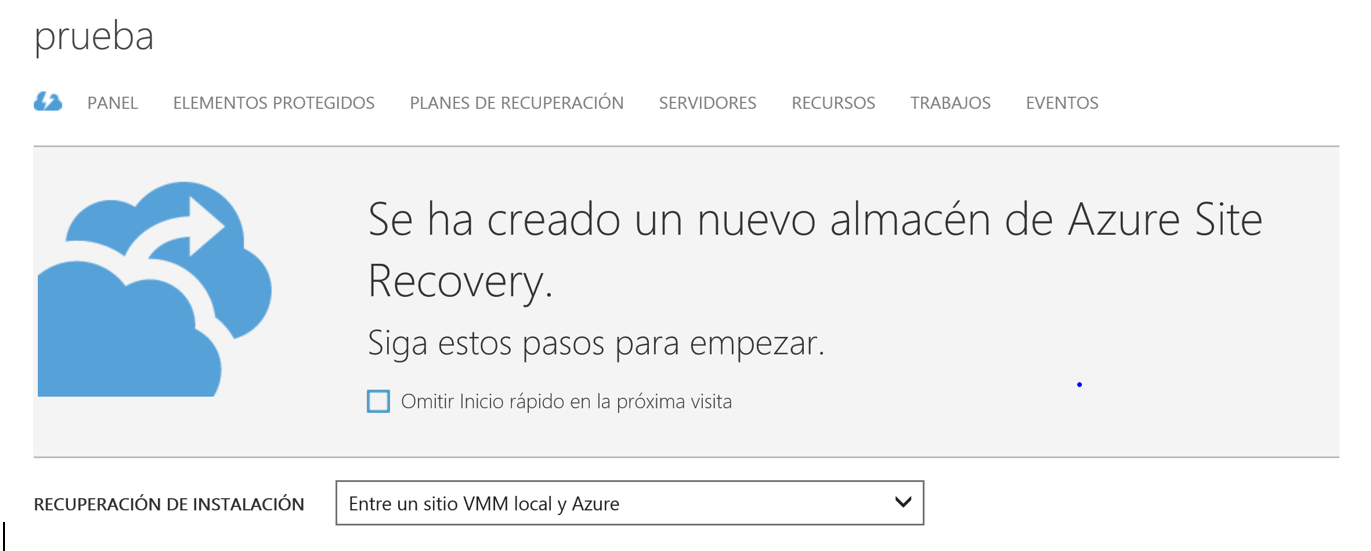 prueba
PANEL ELEMENTOS PROTEGIDOS PLANES DE RECUPERACIÓN SERVIDORES RECURSOS TRABAJOS EVENTOS
Se ha creado un nuevo almacén de Azure Site
Recovery.
Siga estos pasos para empezar.
Omitir Inicio rápido en la próxima visita
RECUPERACIÓN DE INSTALACIÓN Entre un sitio VMM local y Azure